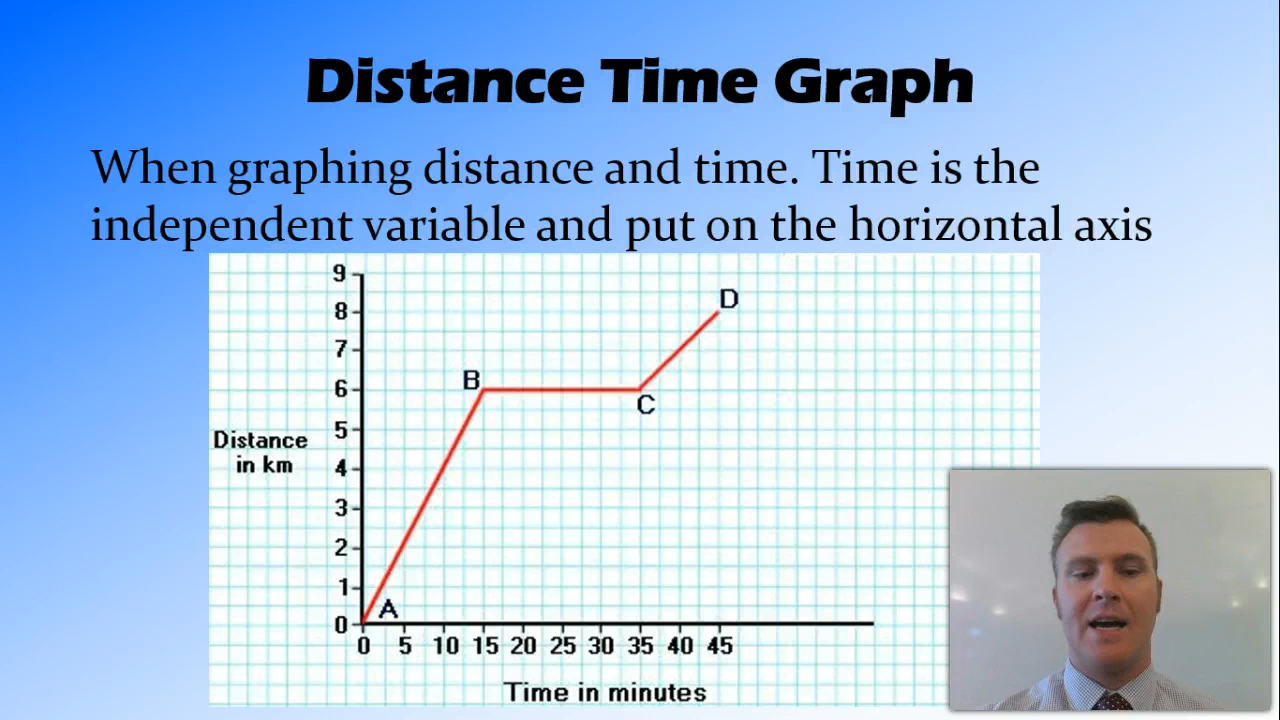 Distance Time Graph
When graphing distance and time. Time is the
independent variable and put on the horizontal axis
9
8
7
6
5
4
3
2
1
0
Distance
in km
A
B
C
D
0 5 10 15 20 25 30 35 40 45
Time in minutes